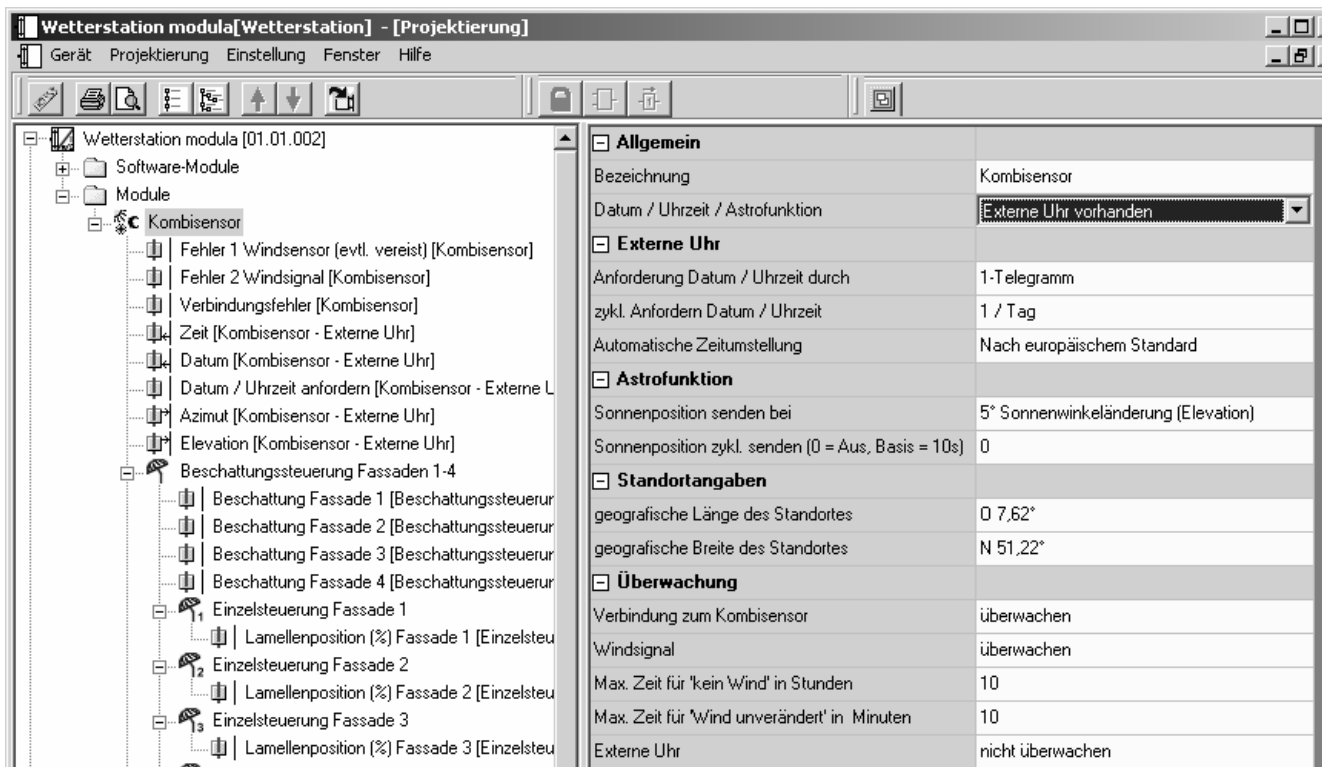 Wetterstation modula[Wetterstation] - [Projektierung]
Gerät Projektierung Einstellung Fenster Hilfe
Wetterstation modula [01.01.002]
Software-Module
Module
Kombisensor
Fehler 1 Windsensor (evtl. vereist) [Kombisensor]
Fehler 2 Windsignal [Kombisensor]
Verbindungsfehler [Kombisensor]
Zeit [Kombisensor - Externe Uhr]
Datum [Kombisensor - Externe Uhr]
Datum / Uhrzeit anfordern [Kombisensor - Externe U
Azimut [Kombisensor - Externe Uhr]
Elevation [Kombisensor - Externe Uhr]
Beschattungssteuerung Fassaden 1-4
Beschattung Fassade 1 [Beschattungssteuerur
Beschattung Fassade 2 [Beschattungssteuerur
Beschattung Fassade 3 [Beschattungssteuerur
Beschattung Fassade 4 [Beschattungssteuerur
1 Einzelsteuerung Fassade 1
Lamellenposition (%) Fassade 1 [Einzelsteu
2 Einzelsteuerung Fassade 2
Lamellenposition (%) Fassade 2 [Einzelsteu
3 Einzelsteuerung Fassade 3
Lamellenposition (%) Fassade 3 [Einzelsteu
Allgemein
Bezeichnung Kombisensor
Datum / Uhrzeit / Astrofunktion Externe Uhr vorhanden
Externe Uhr
Anforderung Datum / Uhrzeit durch 1-Telegramm
zykl. Anfordern Datum / Uhrzeit 1 / Tag
Automatische Zeitumstellung Nach europäischem Standard
Astrofunktion
Sonnenposition senden bei 5° Sonnenwinkeländerung (Elevation)
Sonnenposition zykl. senden (0 = Aus, Basis = 10s) 0
Standortangaben
geografische Länge des Standortes O 7,62°
geografische Breite des Standortes N 51,22°
Überwachung
Verbindung zum Kombisensor überwachen
Windsignal überwachen
Max. Zeit für 'kein Wind' in Stunden 10
Max. Zeit für 'Wind unverändert' in Minuten 10
Externe Uhr nicht überwachen